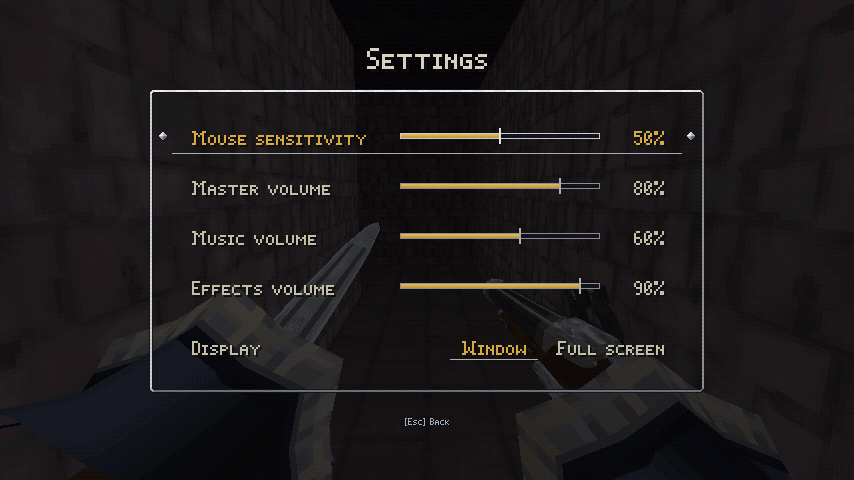 Settings
Mouse sensitivity 50%
Master volume 80%
Music volume 60%
Effects volume 90%
Display Window Full screen
[Esc] Back